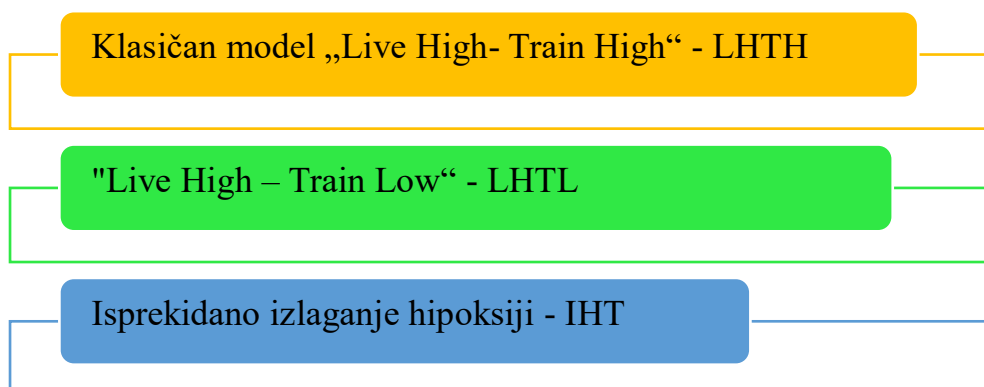 Klasičan model „Live High- Train High“ - LHTH
"Live High – Train Low“ - LHTL
Isprekidano izlaganje hipoksiji - IHT